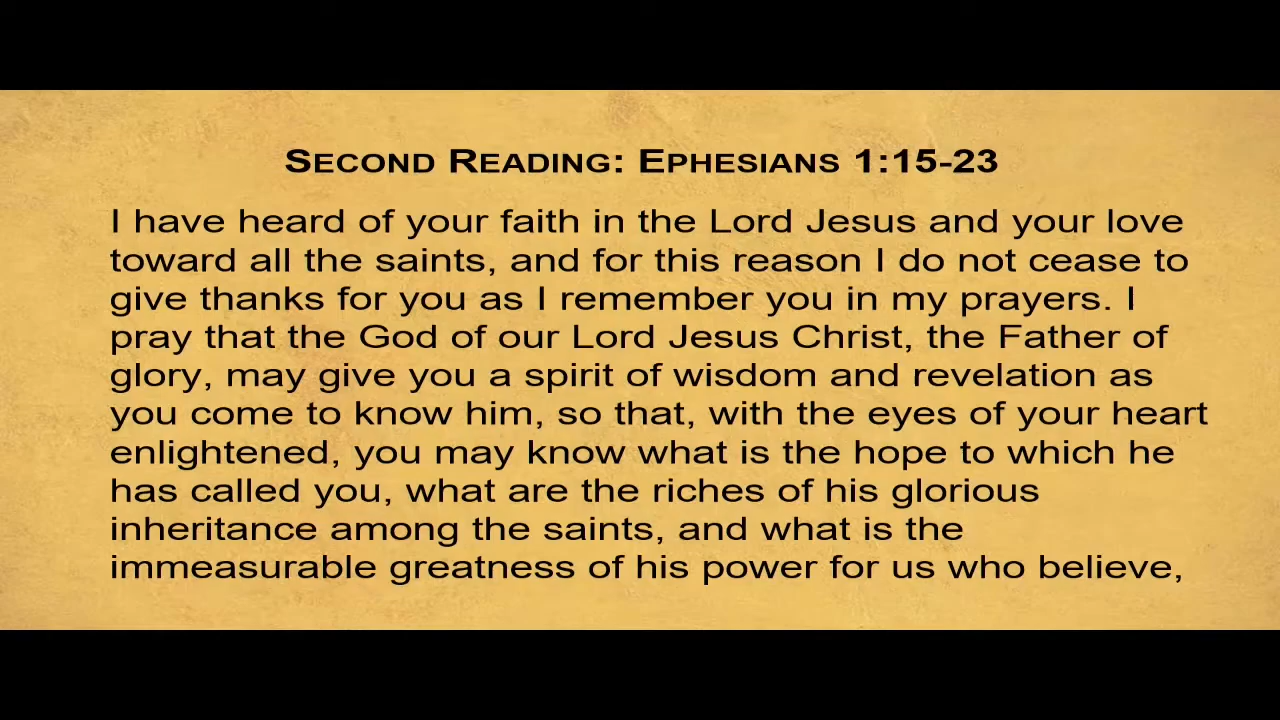 SECOND READING: EPHESIANS 1:15-23
I have heard of your faith in the Lord Jesus and your love
toward all the saints, and for this reason I do not cease to
give thanks for you as I remember you in my prayers. I
pray that the God of our Lord Jesus Christ, the Father of
glory, may give you a spirit of wisdom and revelation as
you come to know him, so that, with the eyes of your heart
enlightened, you may know what is the hope to which he
has called you, what are the riches of his glorious
inheritance among the saints, and what is the
immeasurable greatness of his power for us who believe,